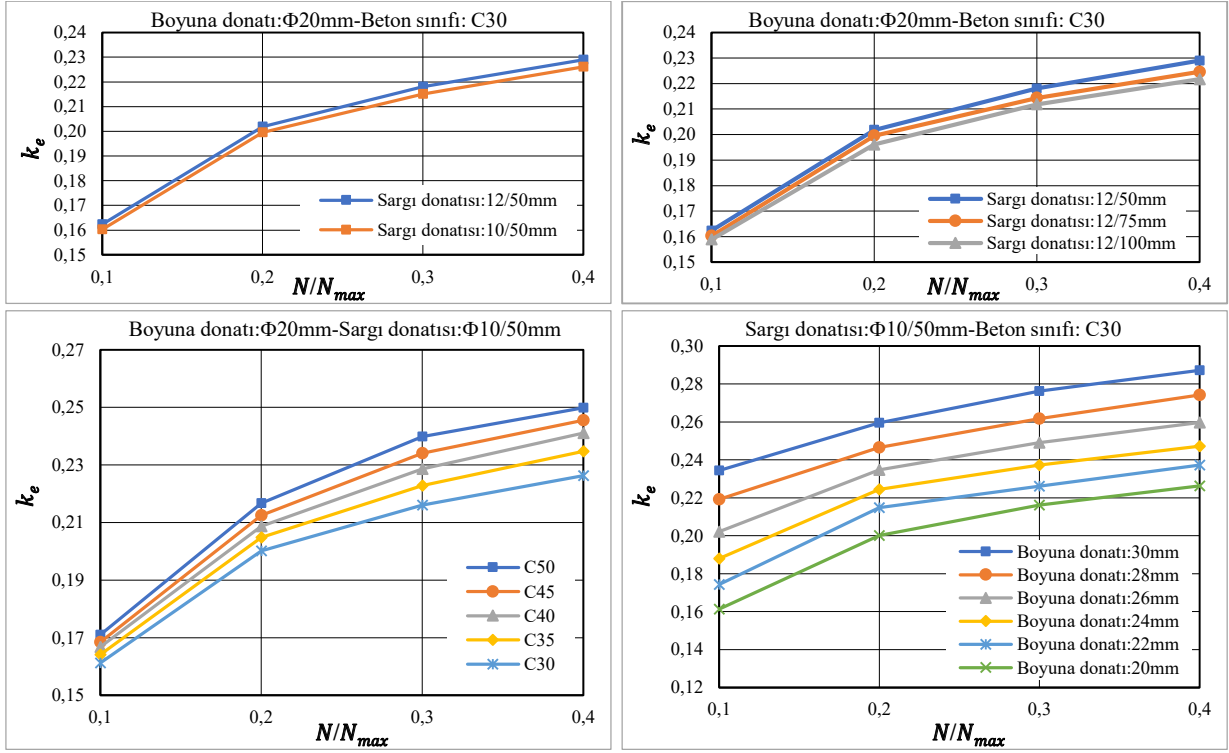 Boyuna donatı:Φ20mm-Beton sınıfı: C30
0,24
0,23
0,22
0,21
0,20
0,19
0,18
0,17
0,16
0,15
k_e
Sargı donatısı:12/50mm
Sargı donatısı:10/50mm
0,1 0,2 0,3 0,4
N/N_max
Boyuna donatı:Φ20mm-Beton sınıfı: C30
0,24
0,23
0,22
0,21
0,20
0,19
0,18
0,17
0,16
0,15
k_e
Sargı donatısı:12/50mm
Sargı donatısı:12/75mm
Sargı donatısı:12/100mm
0,1 0,2 0,3 0,4
N/N_max
Boyuna donatı:Φ20mm-Sargı donatısı:Φ10/50mm
0,27
0,25
0,23
0,21
0,19
0,17
0,15
k_e
C50
C45
C40
C35
C30
0,1 0,2 0,3 0,4
N/N_max
Sargı donatısı:Φ10/50mm-Beton sınıfı: C30
0,30
0,28
0,26
0,24
0,22
0,20
0,18
0,16
0,14
0,12
k_e
Boyuna donatı:30mm
Boyuna donatı:28mm
Boyuna donatı:26mm
Boyuna donatı:24mm
Boyuna donatı:22mm
Boyuna donatı:20mm
0,1 0,2 0,3 0,4
N/N_max